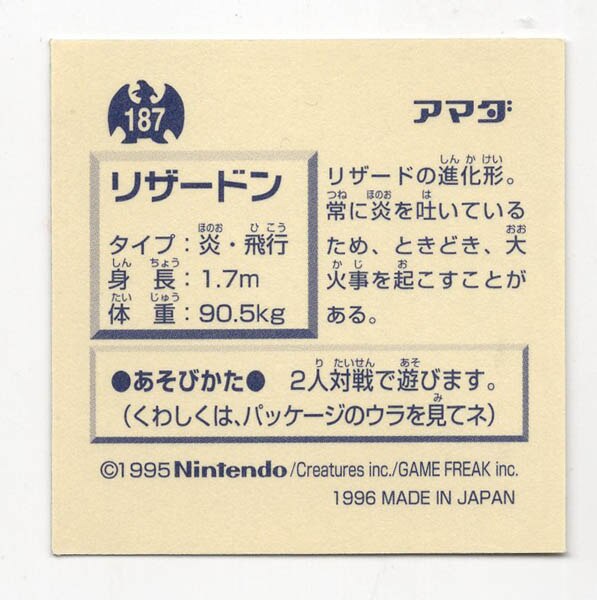 187
アマダ
リザードン
タイプ：炎・飛行
身長：1.7m
体重：90.5kg
リザードの進化形。
常に炎を吐いている
ため、ときどき、大
火事を起こすことが
ある。
●あそびかた● 2人対戦で遊びます。
（くわしくは､パッケージのウラを見てネ）
©1995 Nintendo/Creatures inc./GAME FREAK inc.
1996 MADE IN JAPAN